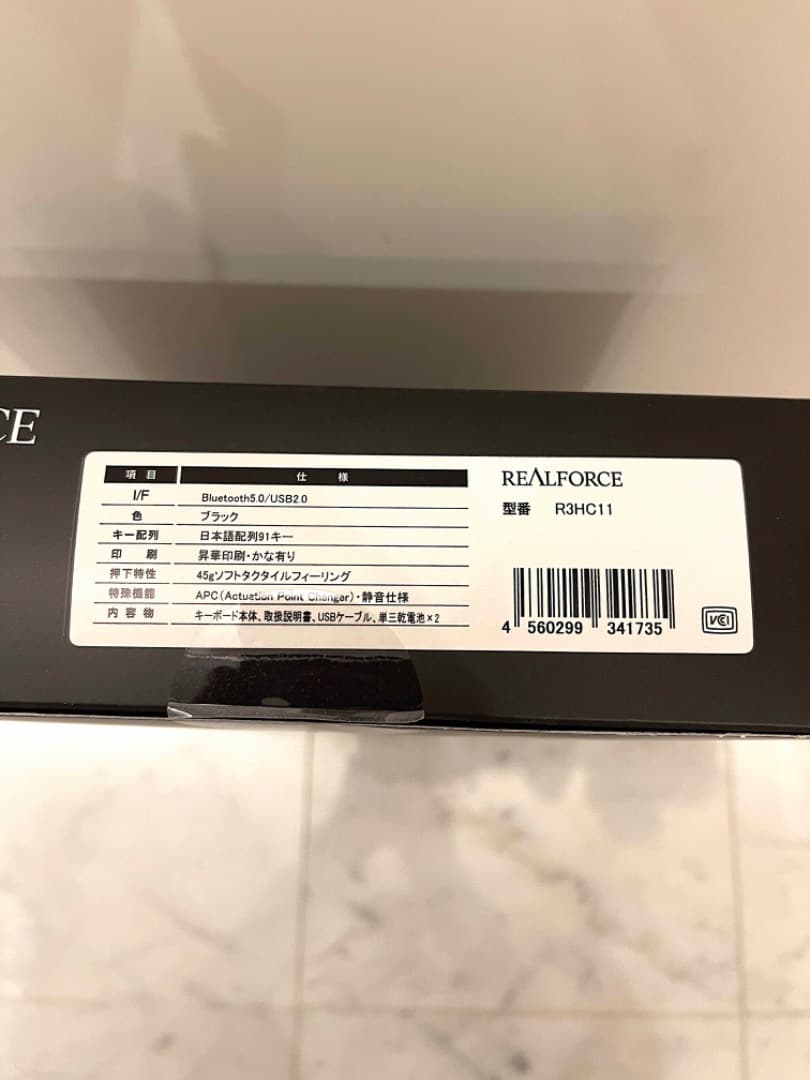 CE
項 目 仕 様
I/F Bluetooth5.0/USB2.0
色 ブラック
キー配列 日本語配列91キー
印 刷 昇華印刷・かな有り
押下特性 45gソフトタクタイルフィーリング
特殊機能 APC(Actuation Point Changer)・静音仕様
内 容 物 キーボード本体、取扱説明書、USBケーブル、単三乾電池×2
REALFORCE
型番 R3HC11
4 560299 341735
VCI